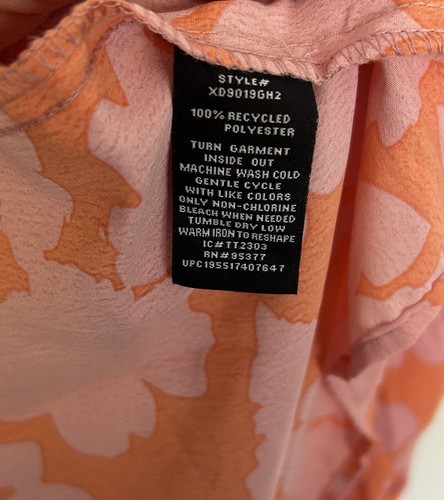 STYLE#
XD9019GH2
100% RECYCLED
POLYESTER
TURN GARMENT
INSIDE OUT
MACHINE WASH COLD
GENTLE CYCLE
WITH LIKE COLORS
ONLY NON-CHLORINE
BLEACH WHEN NEEDED
TUMBLE DRY LOW
WARM IRON TO RESHAPE
IC# TT2303
RN# 95377
UPC195517407647